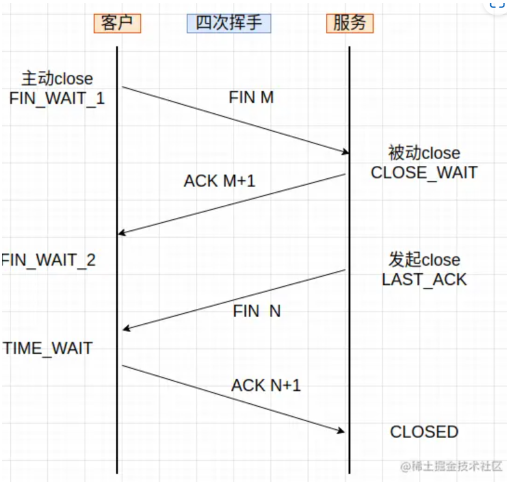 客户
四次挥手
服务
主动close
FIN_WAIT_1
FIN M
被动close
CLOSE_WAIT
ACK M+1
FIN_WAIT_2
发起close
LAST_ACK
FIN N
TIME_WAIT
ACK N+1
CLOSED
@稀土掘金技术社区